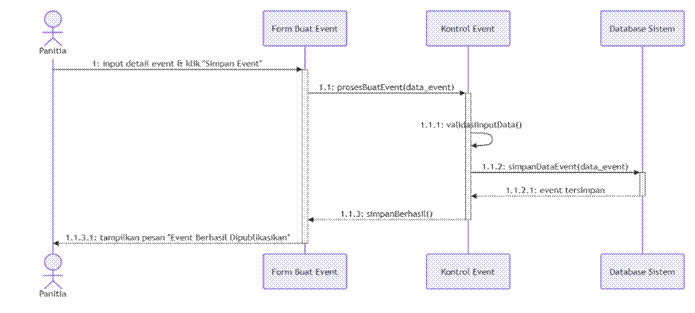 Panitia
Form Buat Event
Kontrol Event
Database Sistem
1: input detail event & klik "Simpan Event"
1.1: prosesBuatEvent(data_event)
1.1.1: validasiInputData()
1.1.2: simpanDataEvent(data_event)
1.1.2.1: event tersimpan
1.1.3: simpanBerhasil()
1.1.3.1: tampilkan pesan "Event Berhasil Dipublikasikan"
Panitia
Form Buat Event
Kontrol Event
Database Sistem